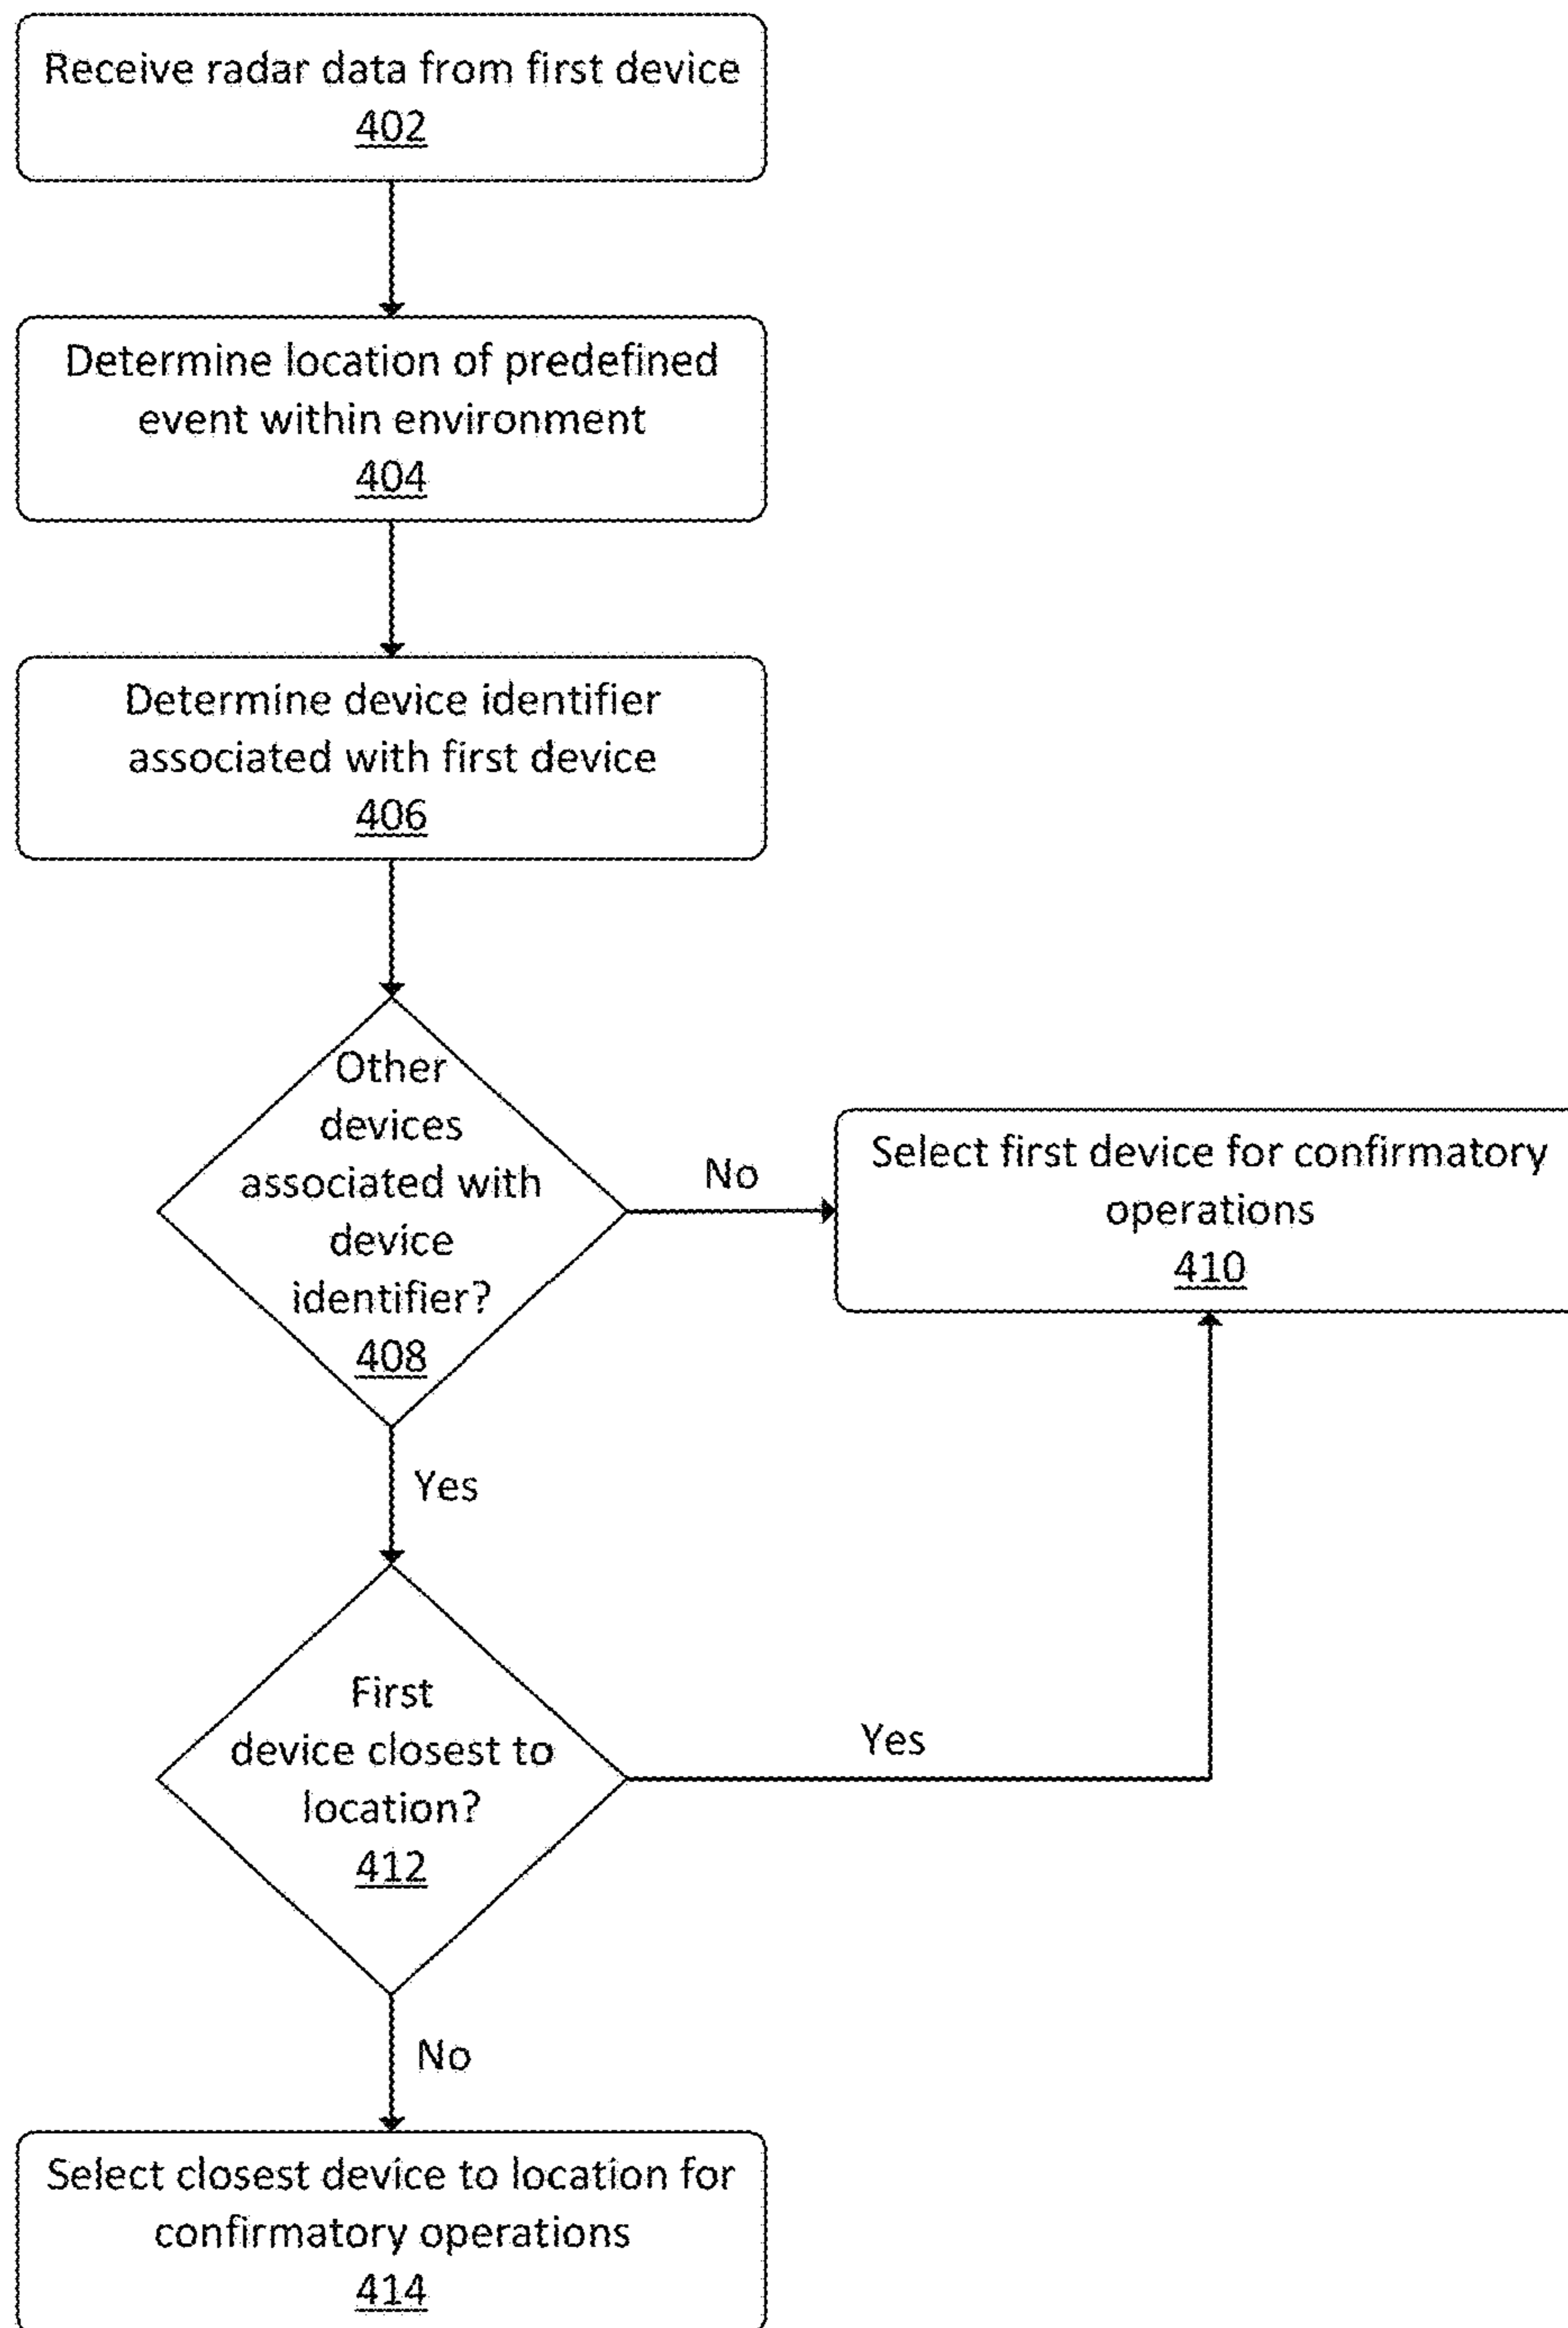 Receive radar data from first device
402
Determine location of predefined
event within environment
404
Determine device identifier
associated with first device
406
Other
devices
associated with
device
identifier?
408
No
Select first device for confirmatory
operations
410
Yes
First
device closest to
location?
412
Yes
No
Select closest device to location for
confirmatory operations
414